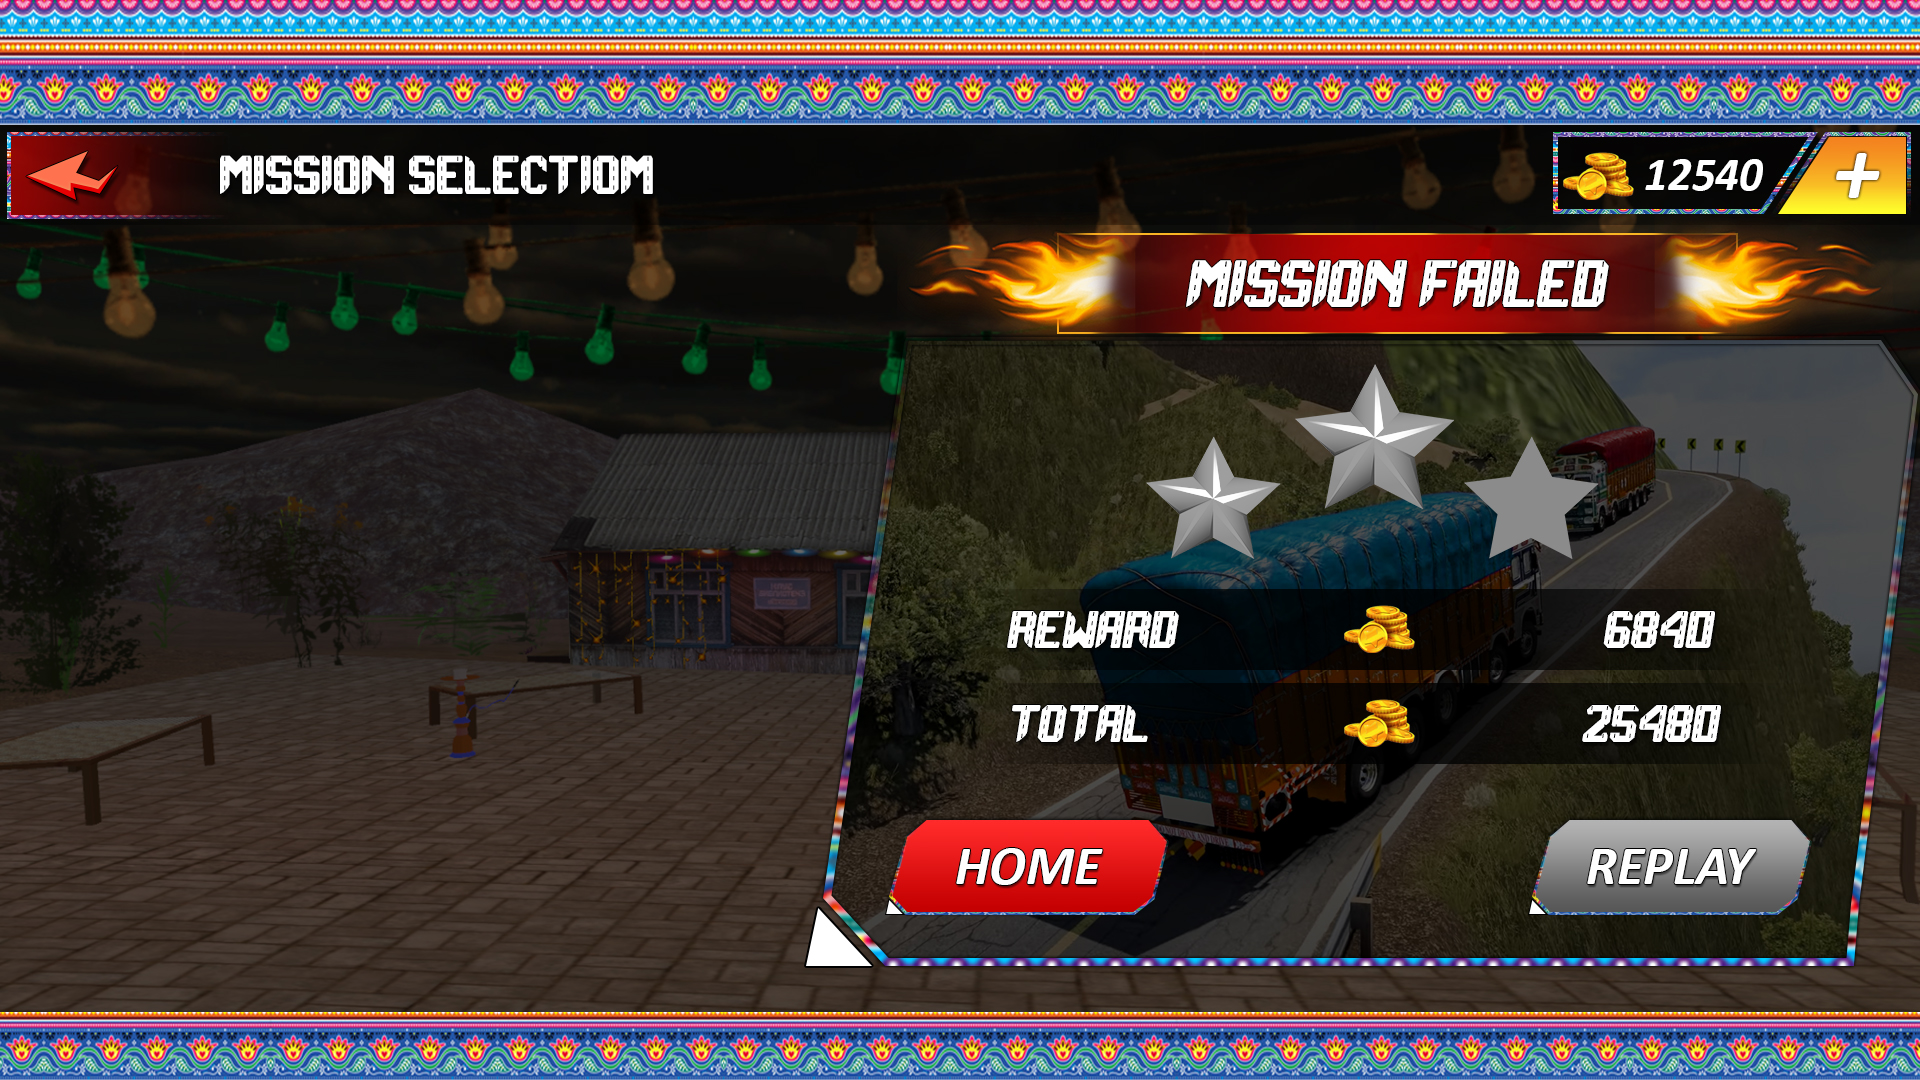 MISSION SELECTIOM
12540
+
MISSION FAILED
REWARD 6840
TOTAL 25480
HOME
REPLAY